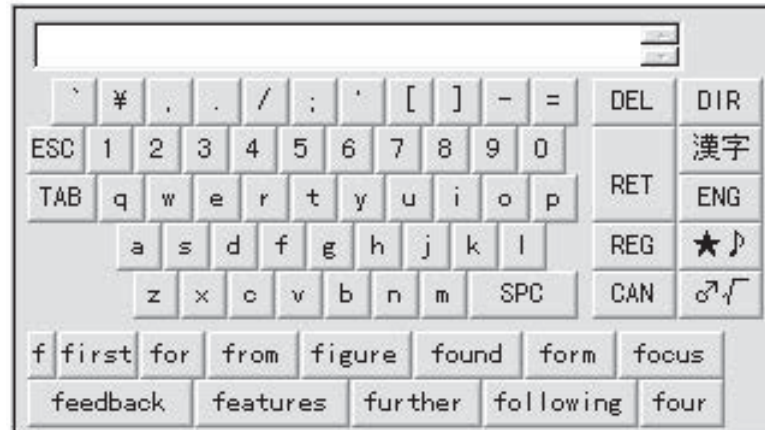 ` ¥ , . / ; ' [ ] - = DEL DIR
ESC 1 2 3 4 5 6 7 8 9 0 漢字
TAB q w e r t y u i o p RET ENG
a s d f g h j k l REG ★♪
z x c v b n m SPC CAN ♂√
f first for from figure found form focus
feedback features further following four